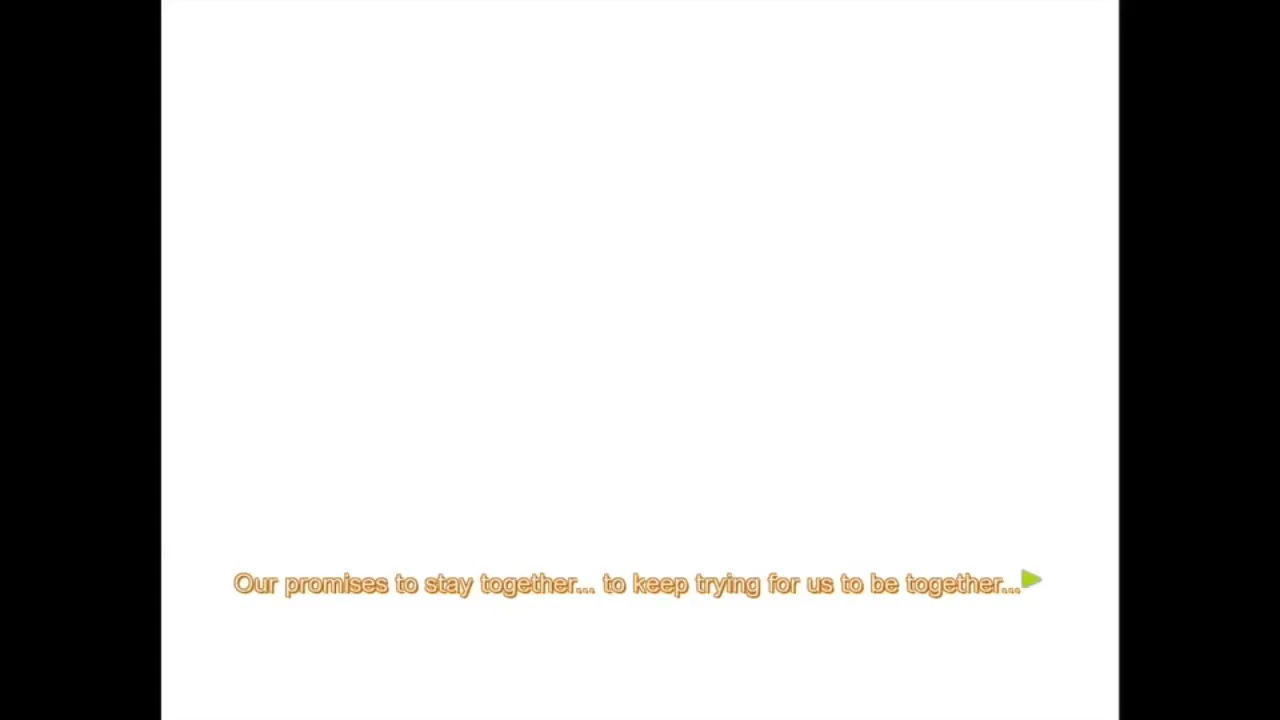 Our promises to stay together... to keep trying for us to be together...